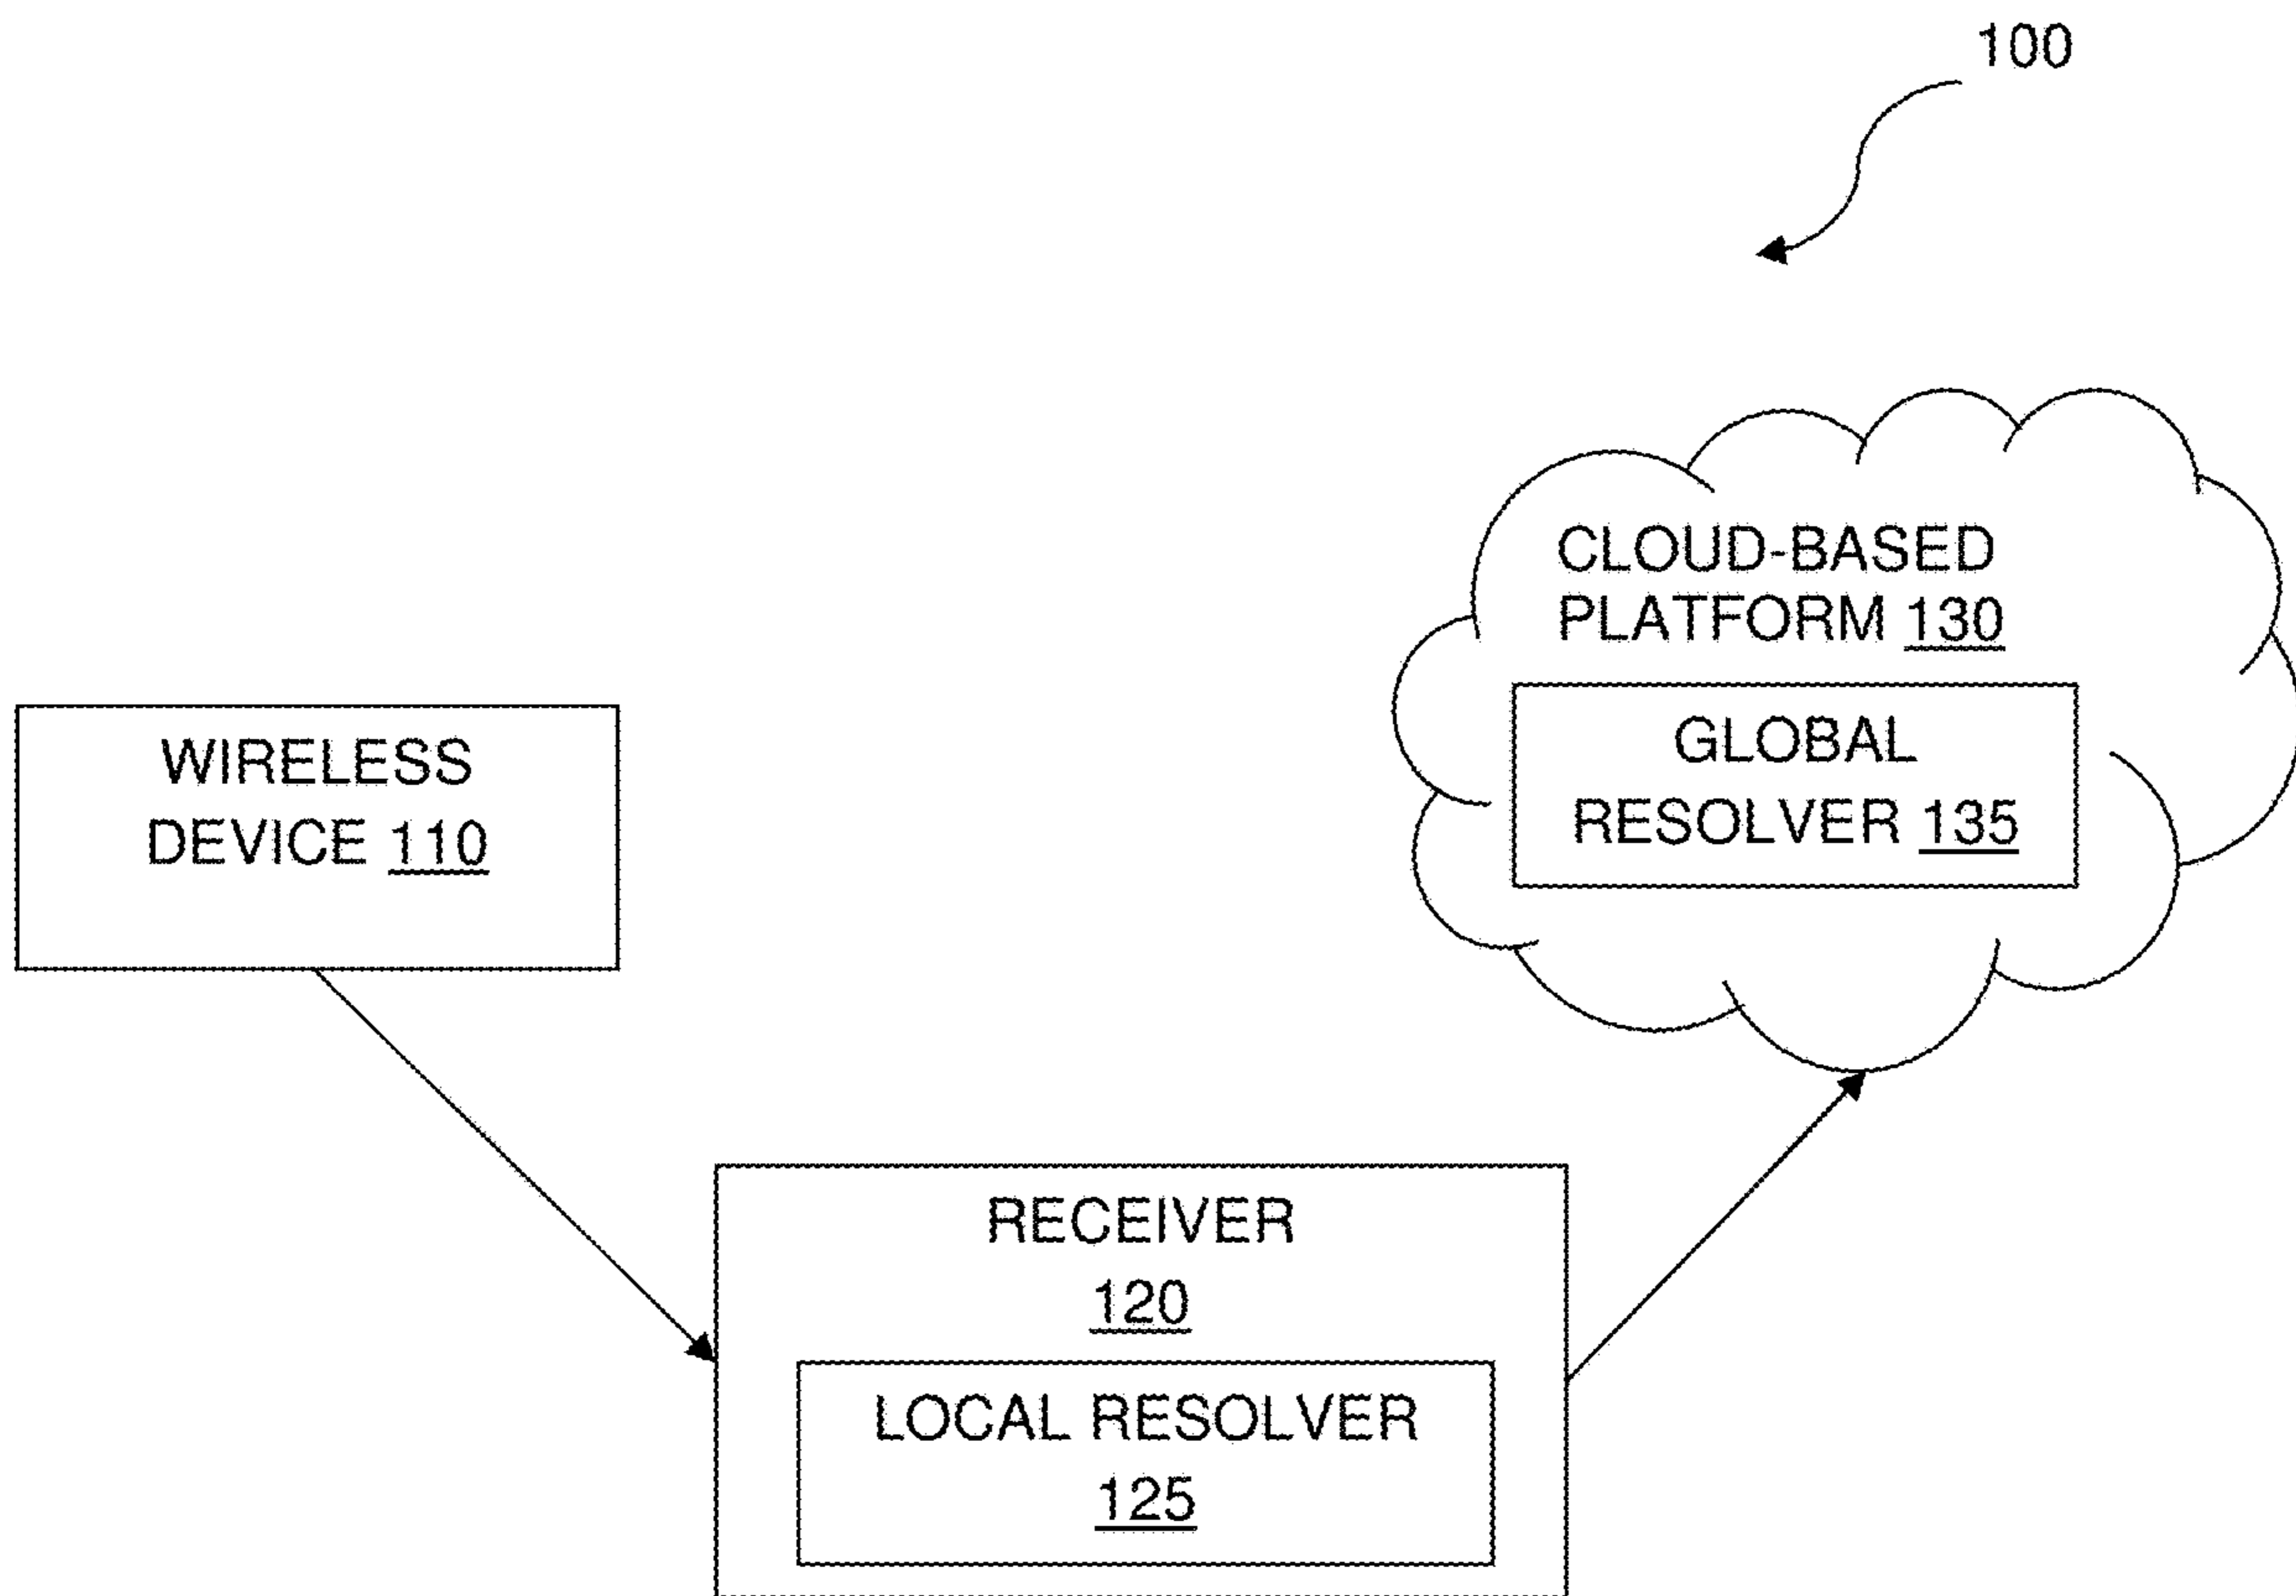 100
CLOUD-BASED
PLATFORM 130
GLOBAL
RESOLVER 135
WIRELESS
DEVICE 110
RECEIVER
120
LOCAL RESOLVER
125